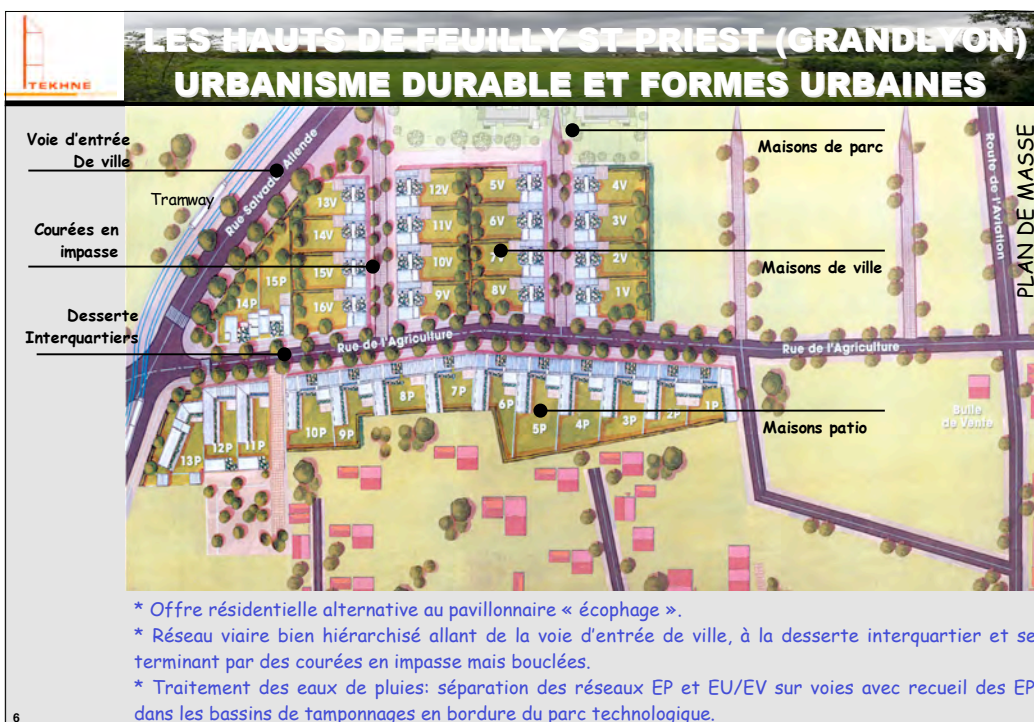 TEKHNE
LES HAUTS DE FEUILLY ST PRIEST (GRANDLYON)
URBANISME DURABLE ET FORMES URBAINES
PLAN DE MASSE
Voie d'entrée
De ville
Tramway
Courées en
impasse
Desserte
Interquartiers
Maisons de parc
Maisons de ville
Maisons patio
Rue Salvador Allende
Rue de l'Agriculture
Rue de l'Agriculture
Route de l'Aviation
Bulle
de Vente
13V
14V
15V
16V
15P
14P
12V
11V
10V
9V
5V
6V
7V
8V
4V
3V
2V
1V
13P
12P
11P
10P
9P
8P
7P
6P
5P
4P
3P
2P
1P
* Offre résidentielle alternative au pavillonnaire « écophage ».
* Réseau viaire bien hiérarchisé allant de la voie d'entrée de ville, à la desserte interquartier et se
terminant par des courées en impasse mais bouclées.
* Traitement des eaux de pluies: séparation des réseaux EP et EU/EV sur voies avec recueil des EP
dans les bassins de tamponnages en bordure du parc technologique.
6